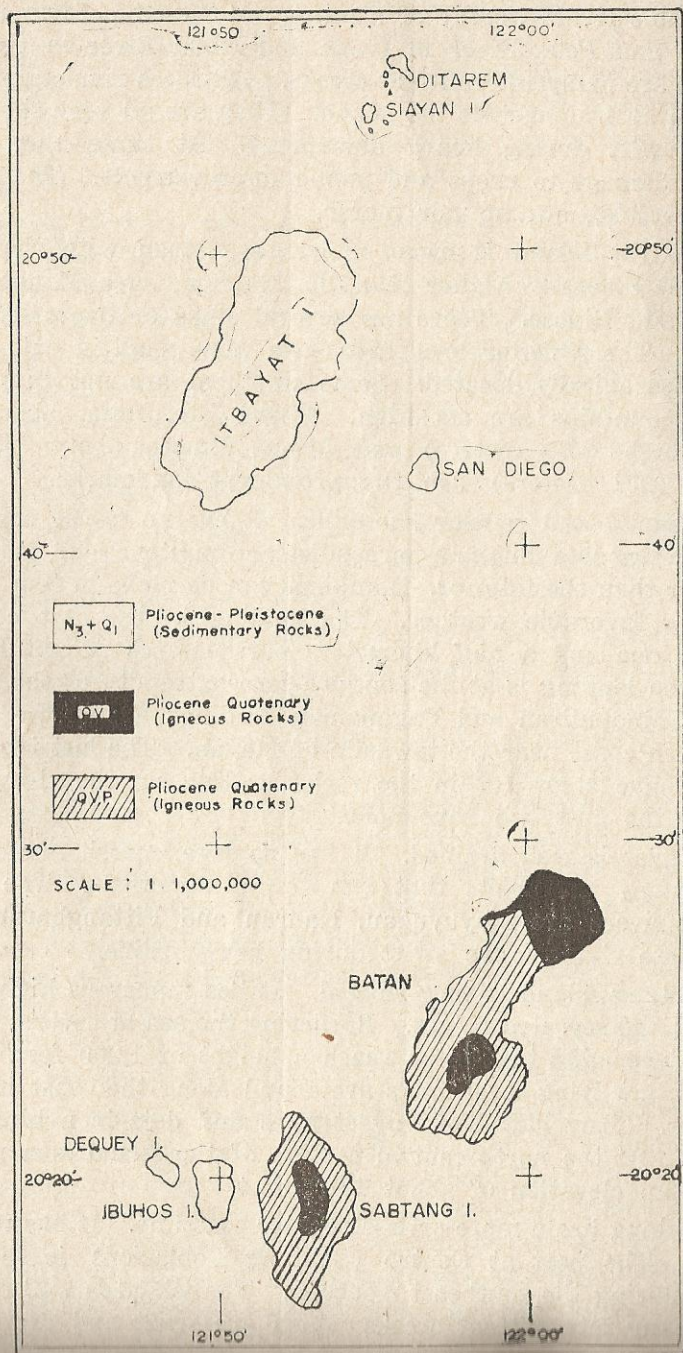 121°50
122°00'
DITAREM
SIAYAN I
20°50
20°50
ITBAYAT I
SAN DIEGO
40'
40
N₃ + Q₁ Pliocene - Pleistocene
(Sedimentary Rocks)
QV Pliocene Quotenary
(Igneous Rocks)
QVP Pliocene Quotenary
(Igneous Rocks)
30'
30'
SCALE : 1 1,000,000
BATAN
DEQUEY I.
20°20'
20°20
IBUHOS I.
SABTANG I.
121°50
122°00